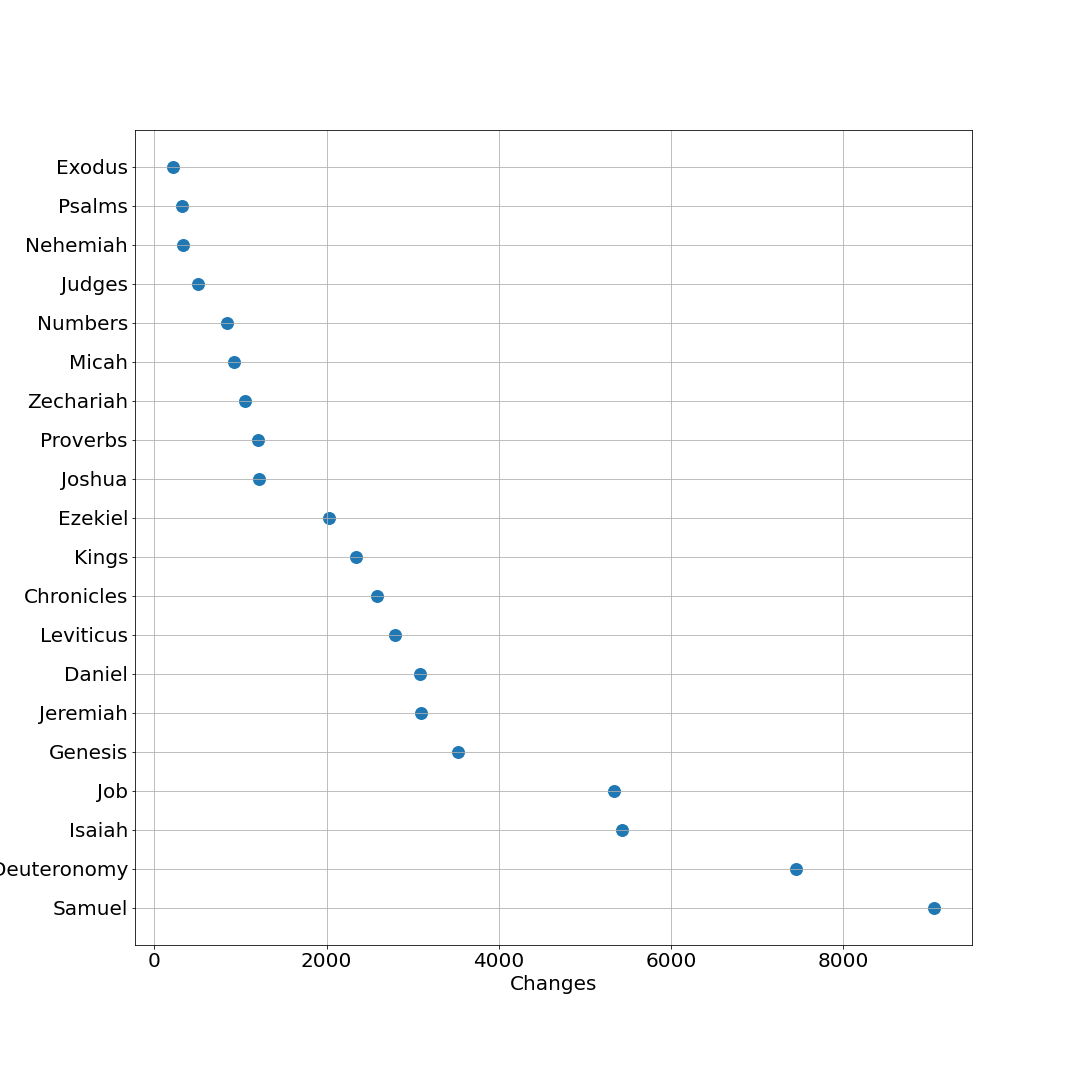 Exodus
Psalms
Nehemiah
Judges
Numbers
Micah
Zechariah
Proverbs
Joshua
Ezekiel
Kings
Chronicles
Leviticus
Daniel
Jeremiah
Genesis
Job
Isaiah
Deuteronomy
Samuel
0 2000 4000 6000 8000
Changes